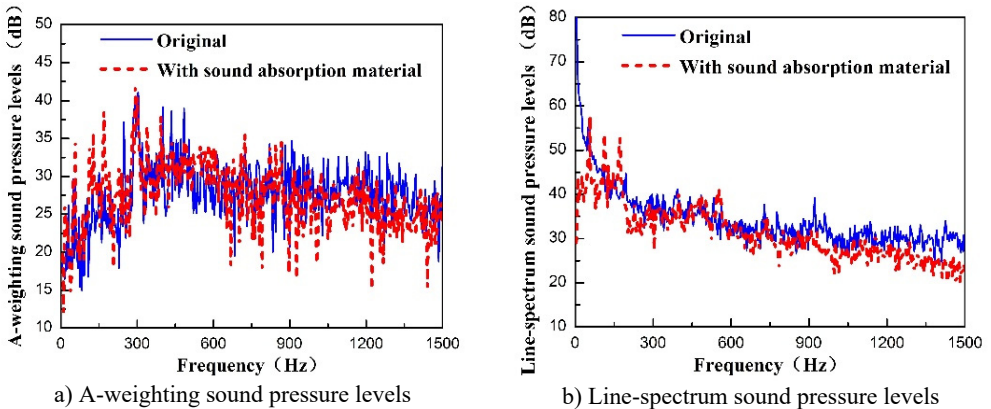 A-weighting sound pressure levels（dB）
50
45
40
35
30
25
20
15
10
Original
With sound absorption material
0
300
600
900
1200
1500
Frequency（Hz）
a) A-weighting sound pressure levels
Line-spectrum sound pressure levels（dB）
80
70
60
50
40
30
20
10
Original
With sound absorption material
0
300
600
900
1200
1500
Frequency（Hz）
b) Line-spectrum sound pressure levels